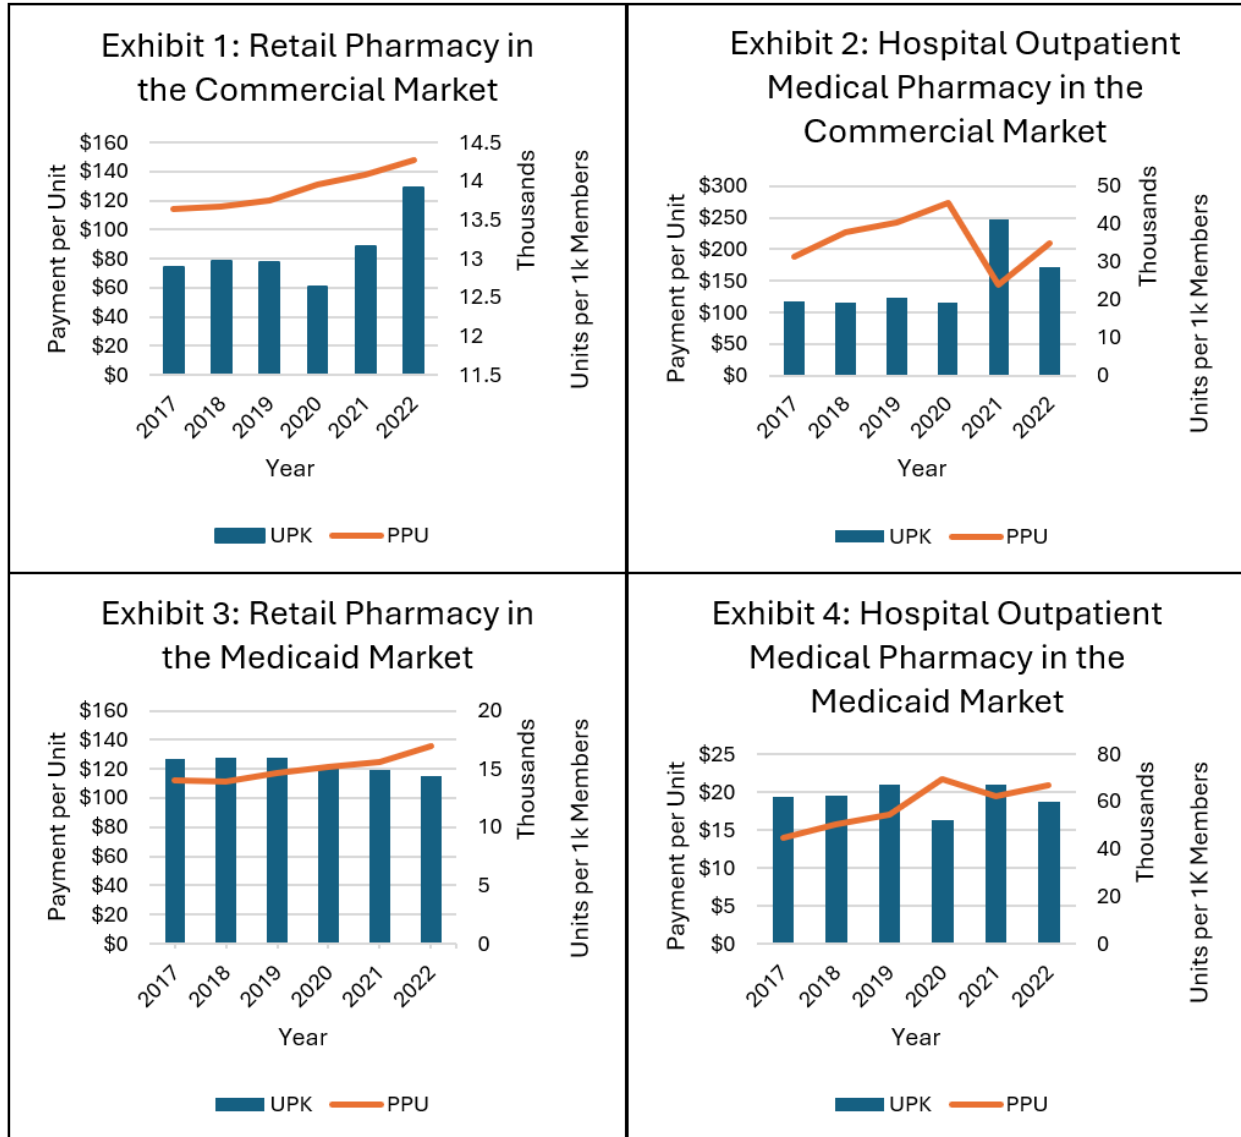 Exhibit 1: Retail Pharmacy in
the Commercial Market
Payment per Unit
$160
$140
$120
$100
$80
$60
$40
$20
$0
14.5
14
13.5
13
12.5
12
11.5
Thousands
Units per 1k Members
2017
2018
2019
2020
2021
2022
Year
UPK
PPU
Exhibit 2: Hospital Outpatient
Medical Pharmacy in the
Commercial Market
Payment per Unit
$300
$250
$200
$150
$100
$50
$0
50
40
30
20
10
0
Thousands
Units per 1k Members
2017
2018
2019
2020
2021
2022
Year
UPK
PPU
Exhibit 3: Retail Pharmacy in
the Medicaid Market
Payment per Unit
$160
$140
$120
$100
$80
$60
$40
$20
$0
20
15
10
5
0
Thousands
Units per 1k Members
2017
2018
2019
2020
2021
2022
Year
UPK
PPU
Exhibit 4: Hospital Outpatient
Medical Pharmacy in the
Medicaid Market
Payment per Unit
$25
$20
$15
$10
$5
$0
80
60
40
20
0
Thousands
Units per 1K Members
2017
2018
2019
2020
2021
2022
Year
UPK
PPU